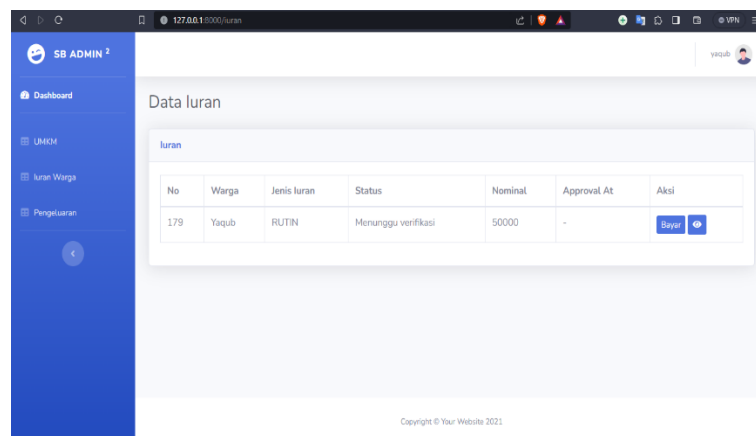 127.0.0.1:8000/iuran
VPN
SB ADMIN 2
yaqub
Dashboard
UMKM
Iuran Warga
Pengeluaran
Data Iuran
Iuran
No Warga Jenis Iuran Status Nominal Approval At Aksi
179 Yaqub RUTIN Menunggu verifikasi 50000 - Bayar
Copyright © Your Website 2021